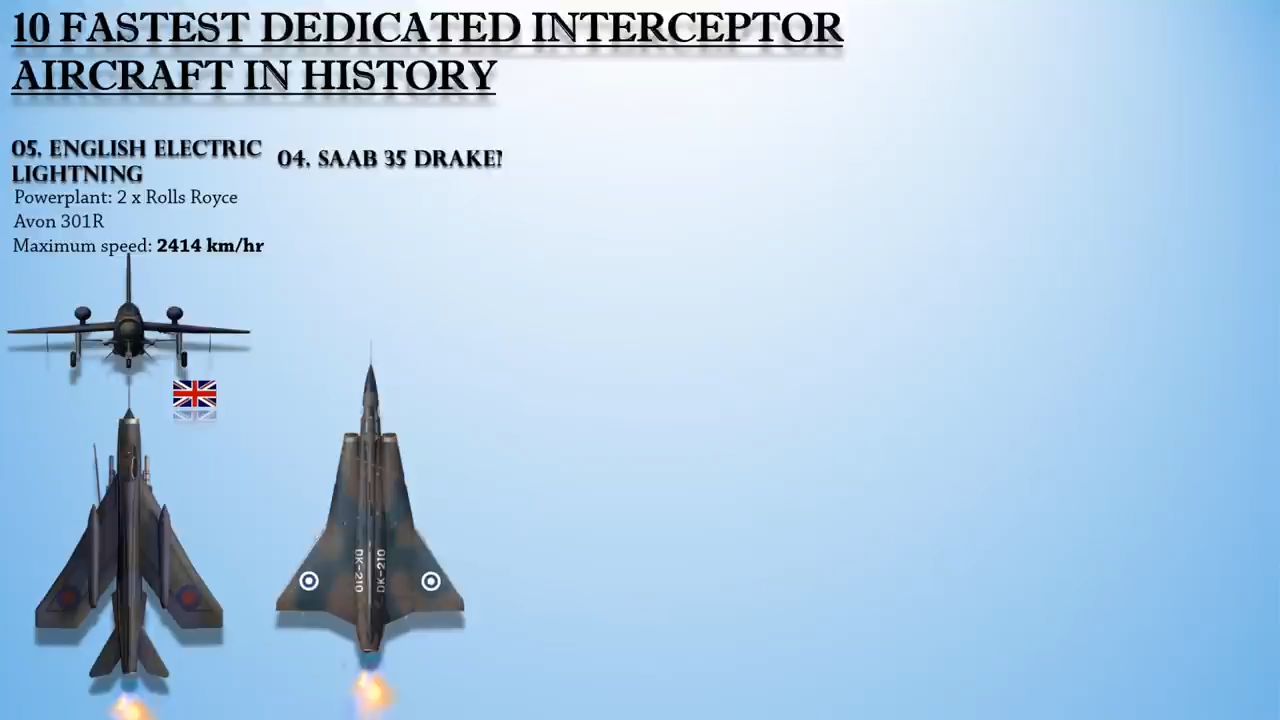 10 FASTEST DEDICATED INTERCEPTOR
AIRCRAFT IN HISTORY
05. ENGLISH ELECTRIC
LIGHTNING
Powerplant: 2 x Rolls Royce
Avon 301R
Maximum speed: 2414 km/hr
04. SAAB 35 DRAKEN
DK-210
DK-210